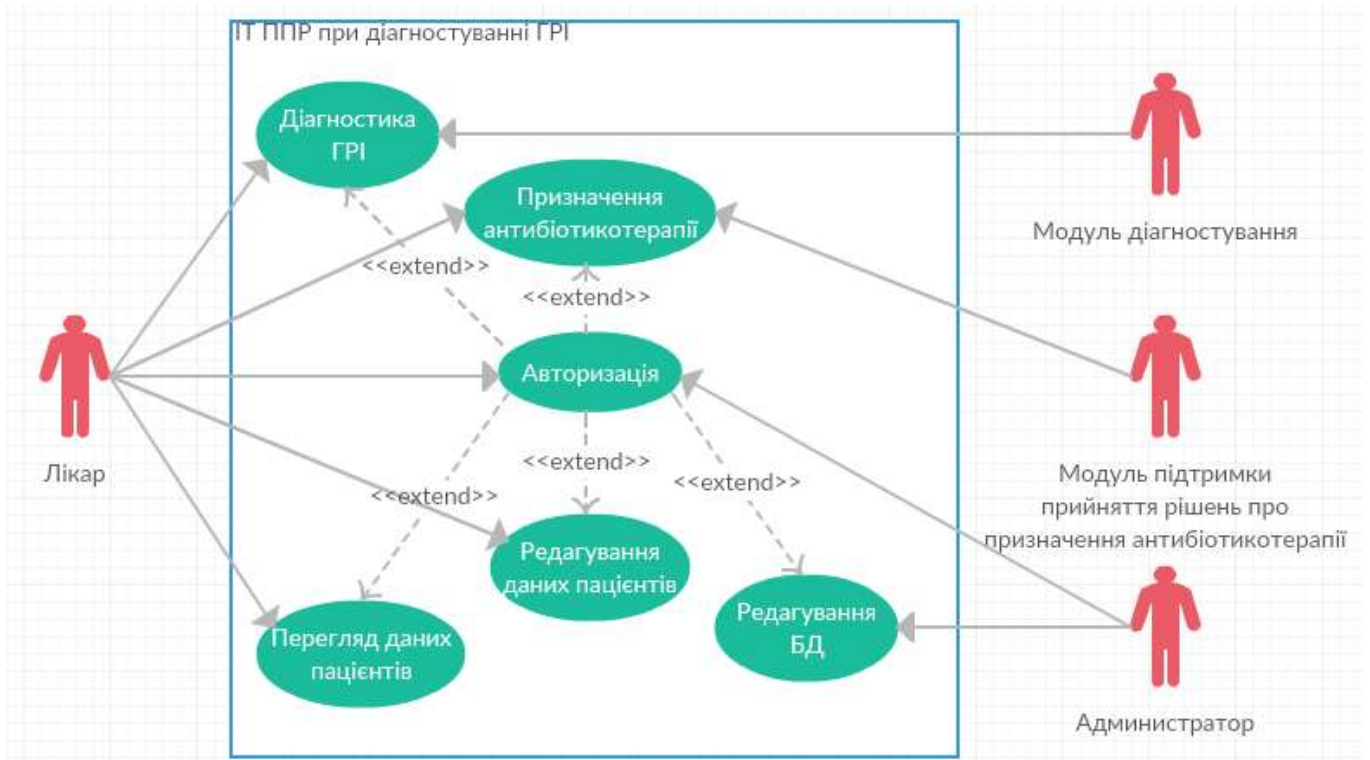 ІТ ППР при діагностуванні ГРІ
Діагностика
ГРІ
Призначення
антибіотикотерапії
Модуль діагностування
<<extend>>
<<extend>>
Авторизація
Лікар
<<extend>>
<<extend>>
<<extend>>
Модуль підтримки
прийняття рішень про
призначення антибіотикотерапії
Редагування
даних пацієнтів
Редагування
БД
Перегляд даних
пацієнтів
Администратор